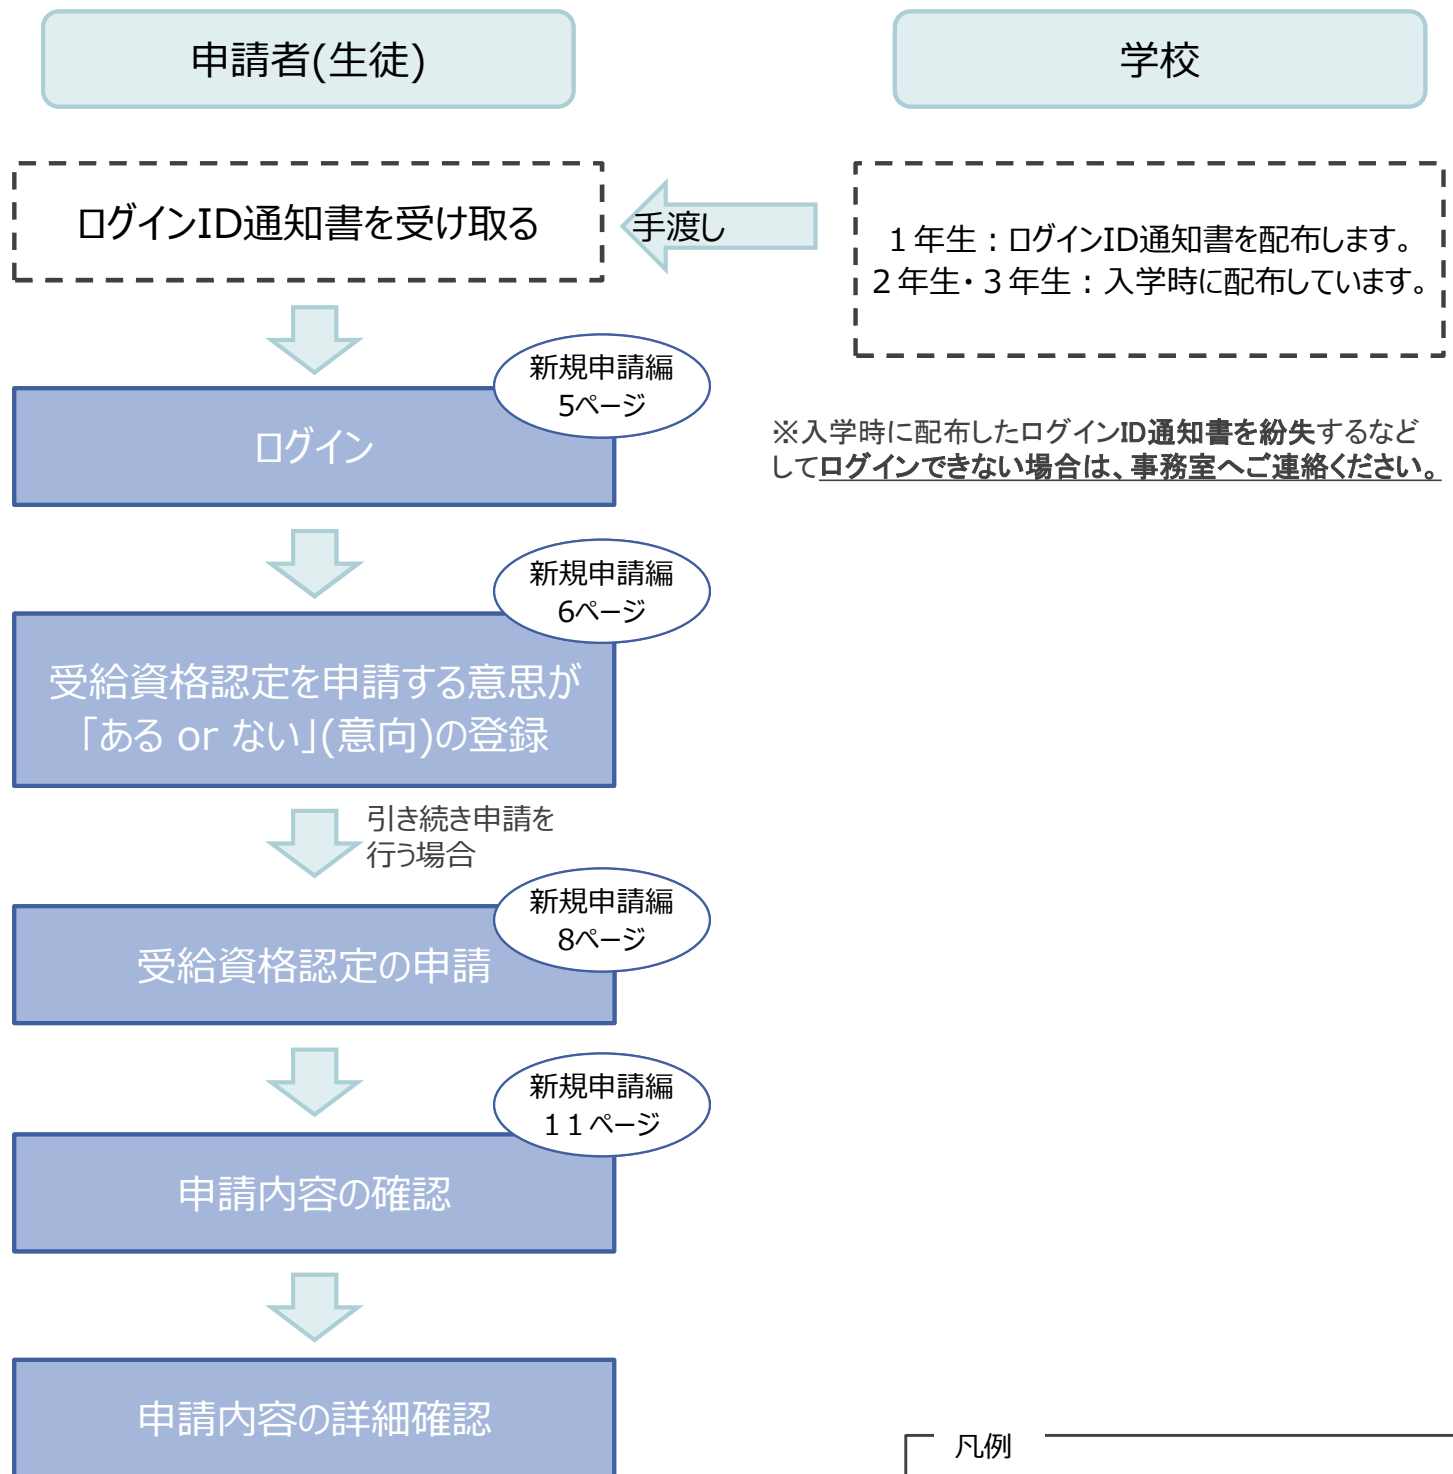 申請者(生徒)
学校
ログインID通知書を受け取る
手渡し
１年生：ログインID通知書を配布します。
２年生・３年生：入学時に配布しています。
新規申請編
5ページ
ログイン
※入学時に配布したログインID通知書を紛失するなど
してログインできない場合は、事務室へご連絡ください。
新規申請編
6ページ
受給資格認定を申請する意思が
「ある or ない」(意向)の登録
引き続き申請を
行う場合
新規申請編
8ページ
受給資格認定の申請
新規申請編
１１ページ
申請内容の確認
申請内容の詳細確認
凡例